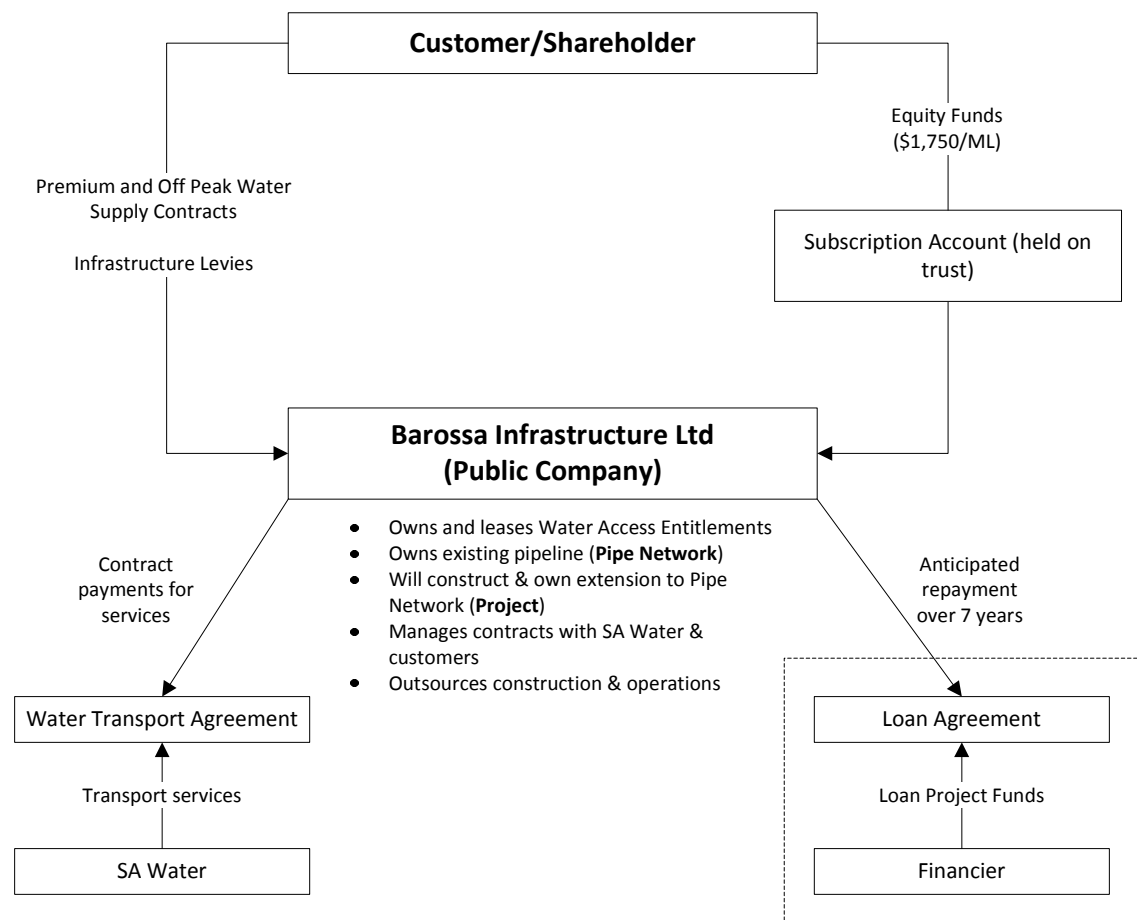 Customer/Shareholder
Equity Funds
($1,750/ML)
Premium and Off Peak Water
Supply Contracts
Infrastructure Levies
Subscription Account (held on
trust)
Barossa Infrastructure Ltd
(Public Company)
• Owns and leases Water Access Entitlements
• Owns existing pipeline (Pipe Network)
• Will construct & own extension to Pipe
Network (Project)
• Manages contracts with SA Water &
customers
• Outsources construction & operations
Contract
payments for
services
Anticipated
repayment
over 7 years
Water Transport Agreement
Loan Agreement
Transport services
Loan Project Funds
SA Water
Financier